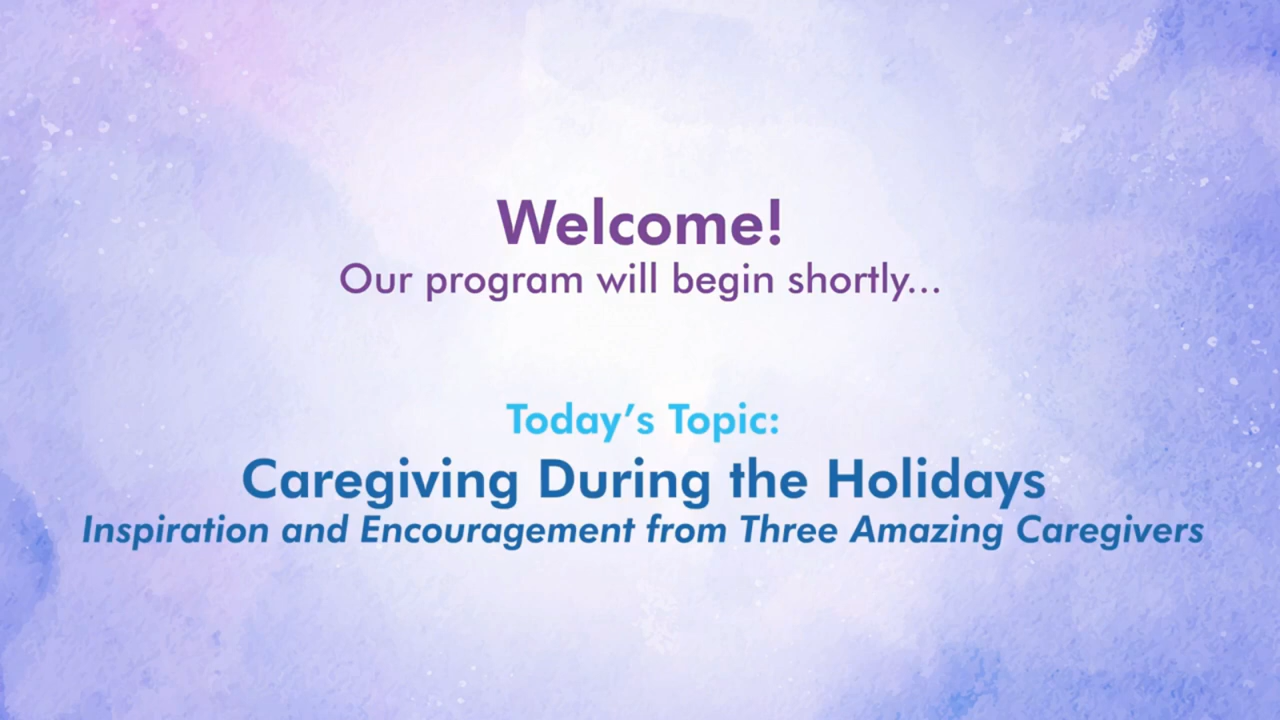 Welcome!
Our program will begin shortly...
Today’s Topic:
Caregiving During the Holidays
Inspiration and Encouragement from Three Amazing Caregivers